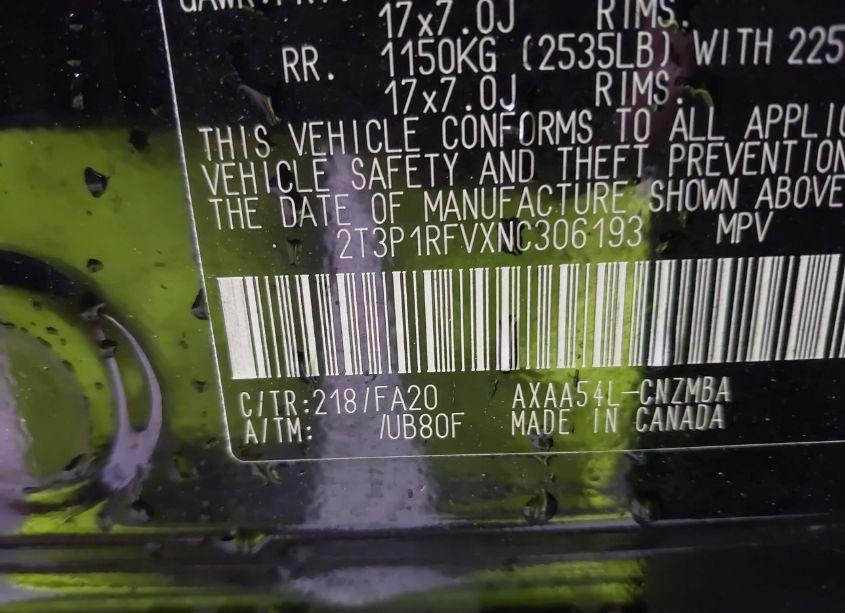 17x7.0J RIMS.
RR. 1150KG (2535LB) WITH 225
17x7.0J RIMS.
THIS VEHICLE CONFORMS TO ALL APPLIC
VEHICLE SAFETY AND THEFT PREVENTION
THE DATE OF MANUFACTURE SHOWN ABOVE
2T3P1RFVXNC306193 MPV
C/TR:218/FA20 AXAA54L-CNZMBA
A/TM: /UB80F MADE IN CANADA